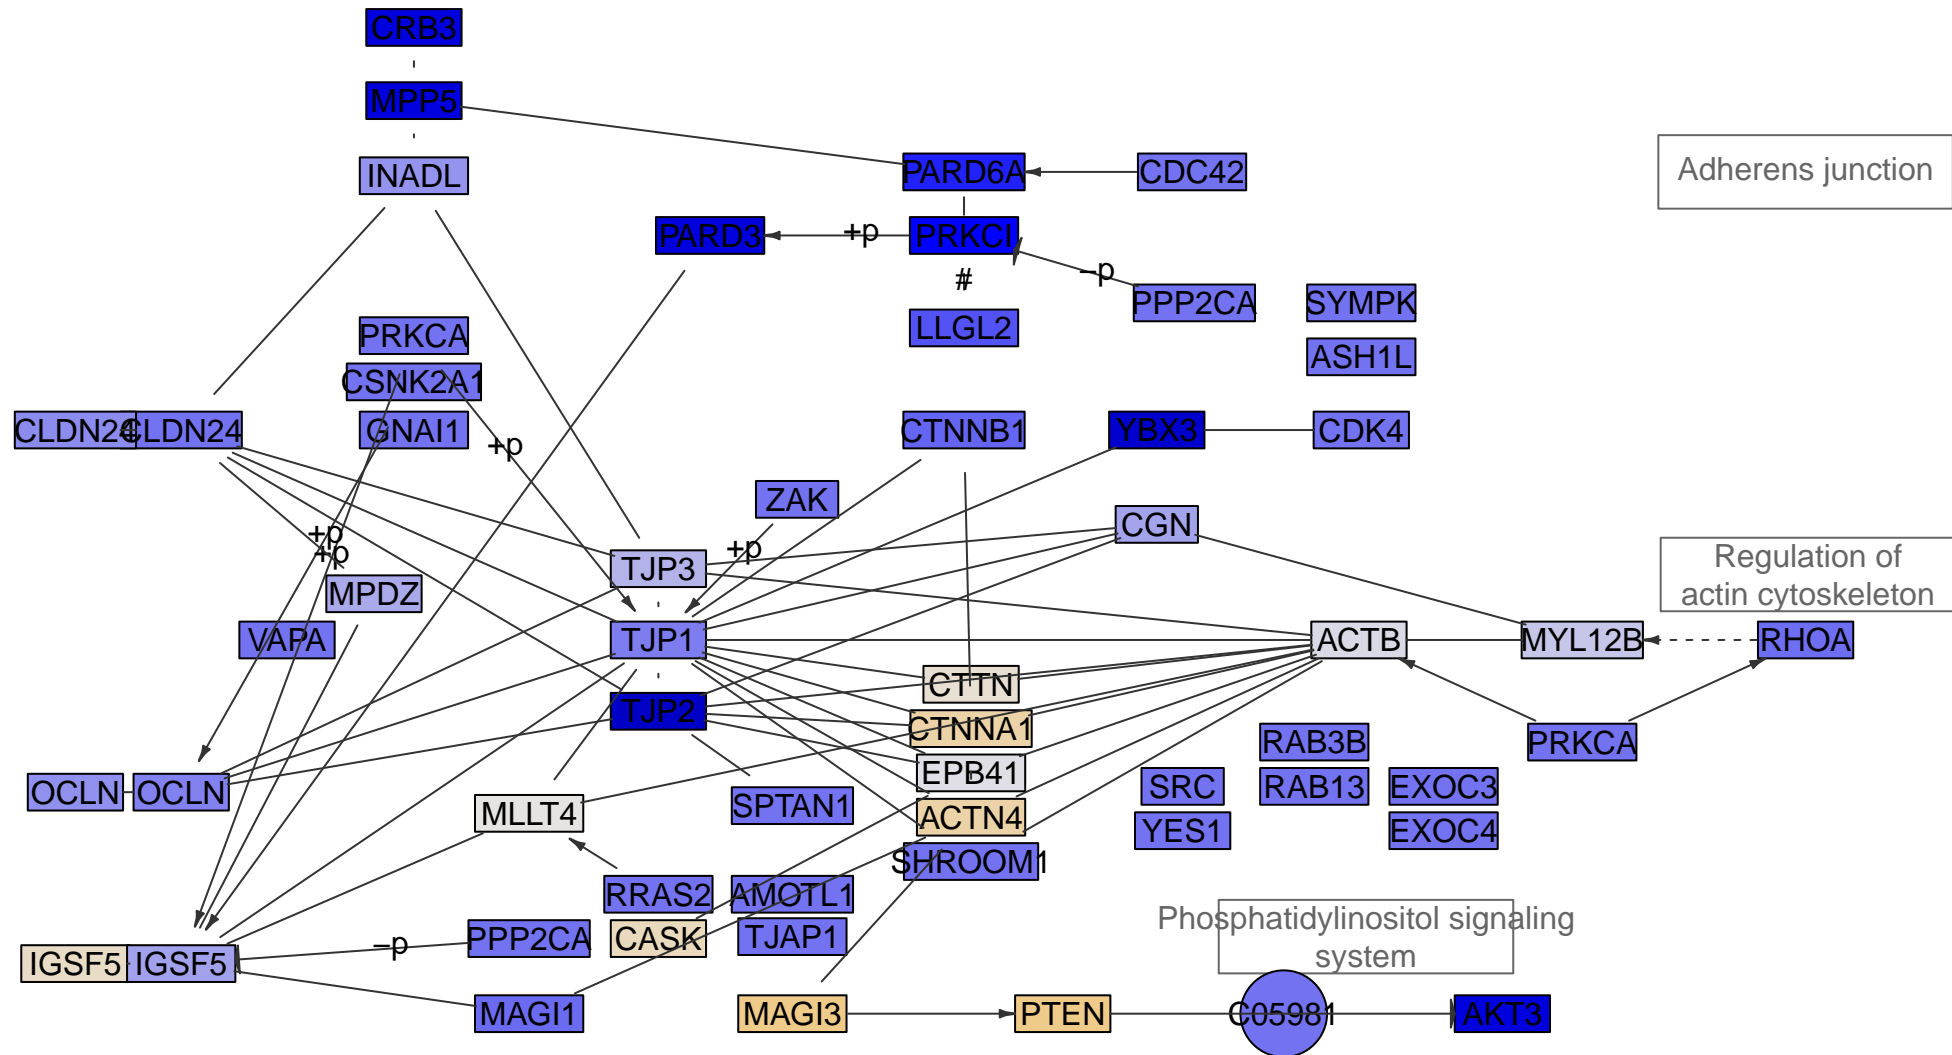 CRB3
MPP5
INADL
PARD6A
CDC42
Adherens junction
PARD3
+p
PRKCI
#
−p
PPP2CA
SYMPK
LLGL2
PRKCA
ASH1L
CSNK2A1
CLDN24
CLDN24
GNAI1
+p
CTNNB1
YBX3
CDK4
ZAK
CGN
+p
+p
+p
TJP3
MPDZ
Regulation of
actin cytoskeleton
VAPA
TJP1
ACTB
MYL12B
RHOA
CTTN
TJP2
CTNNA1
RAB3B
PRKCA
EPB41
OCLN
OCLN
SRC
RAB13
EXOC3
MLLT4
SPTAN1
ACTN4
YES1
EXOC4
SHROOM1
RRAS2
AMOTL1
Phosphatidylinositol signaling
system
PPP2CA
CASK
TJAP1
−p
IGSF5
IGSF5
MAGI1
MAGI3
PTEN
C05981
AKT3